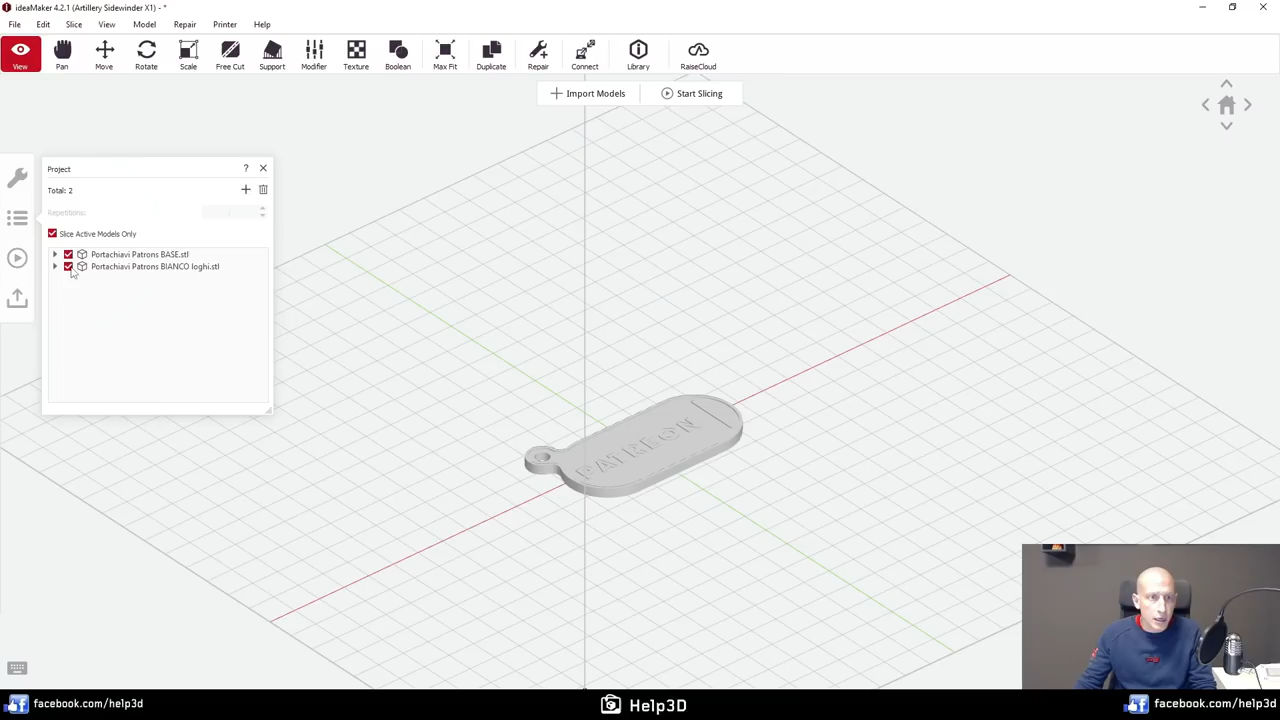 ideaMaker 4.2.1 (Artillery Sidewinder X1) - *
File Edit Slice View Model Repair Printer Help
View Pan Move Rotate Scale Free Cut Support Modifier Texture Boolean Max Fit Duplicate Repair Connect Library RaiseCloud
Import Models Start Slicing
Project ?
Total: 2
Repetitions:
Slice Active Models Only
Portachiavi Patrons BASE.stl
Portachiavi Patrons BIANCO loghi.stl
PATREON
facebook.com/help3d Help3D facebook.com/help3d